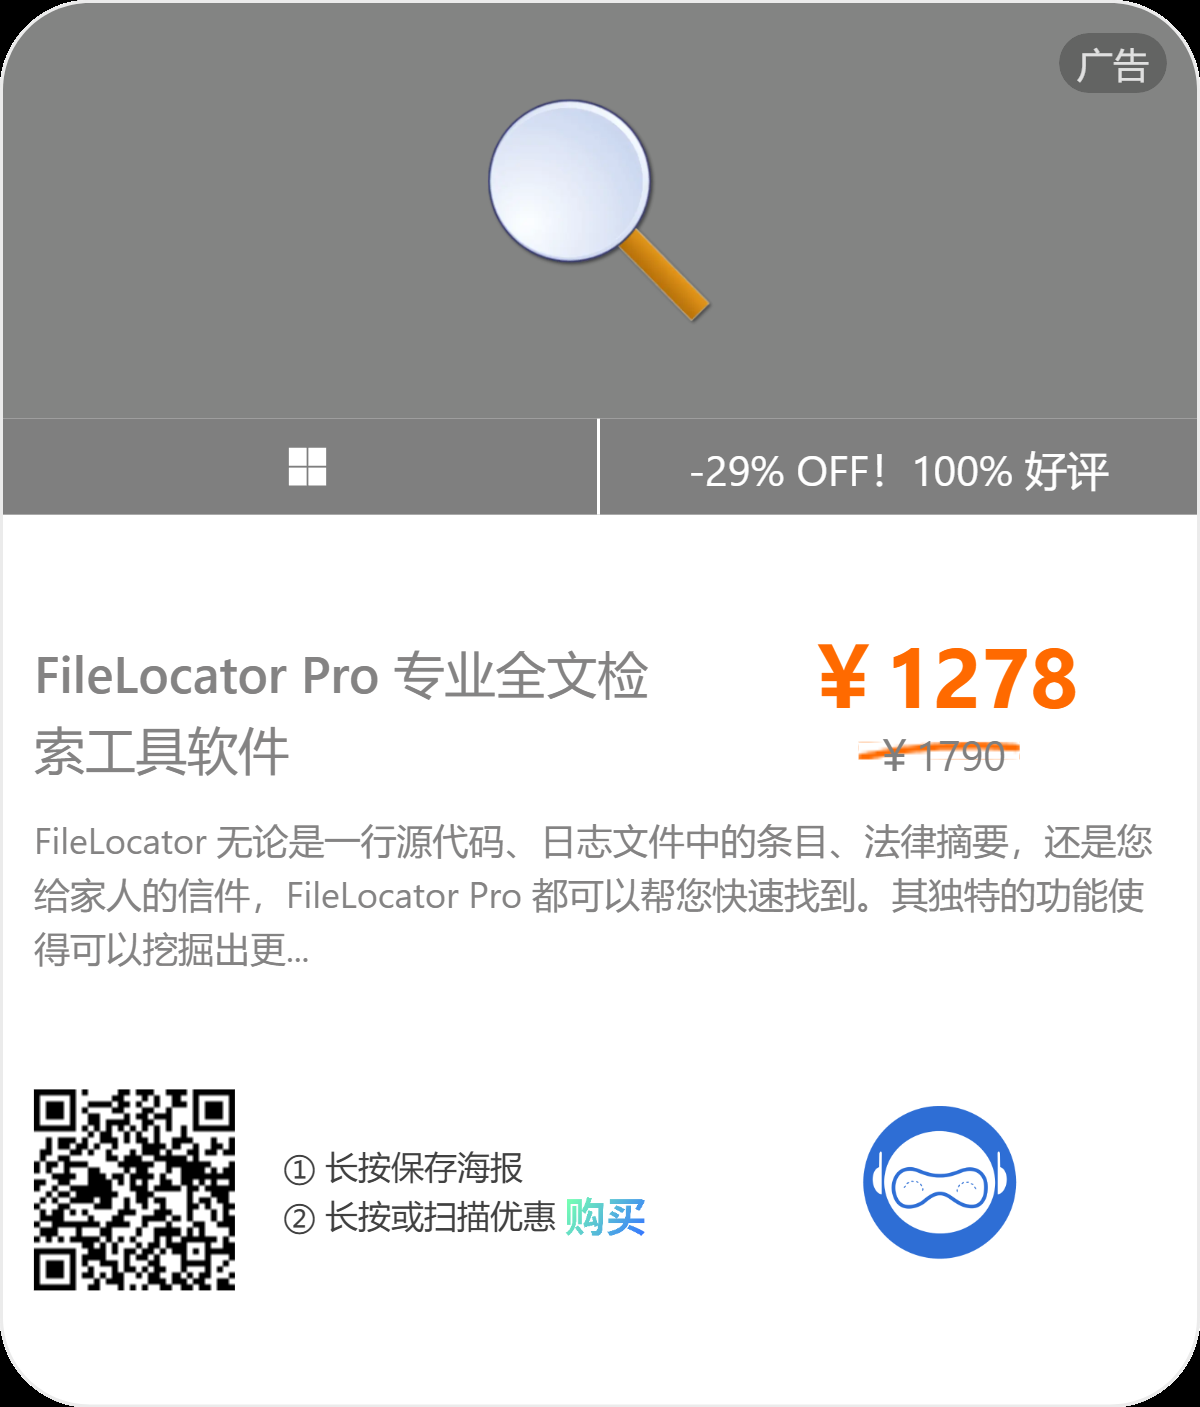 广告
-29% OFF！100% 好评
FileLocator Pro 专业全文检
索工具软件
¥ 1278
¥ 1790
FileLocator 无论是一行源代码、日志文件中的条目、法律摘要，还是您
给家人的信件，FileLocator Pro 都可以帮您快速找到。其独特的功能使
得可以挖掘出更...
① 长按保存海报
② 长按或扫描优惠 购买